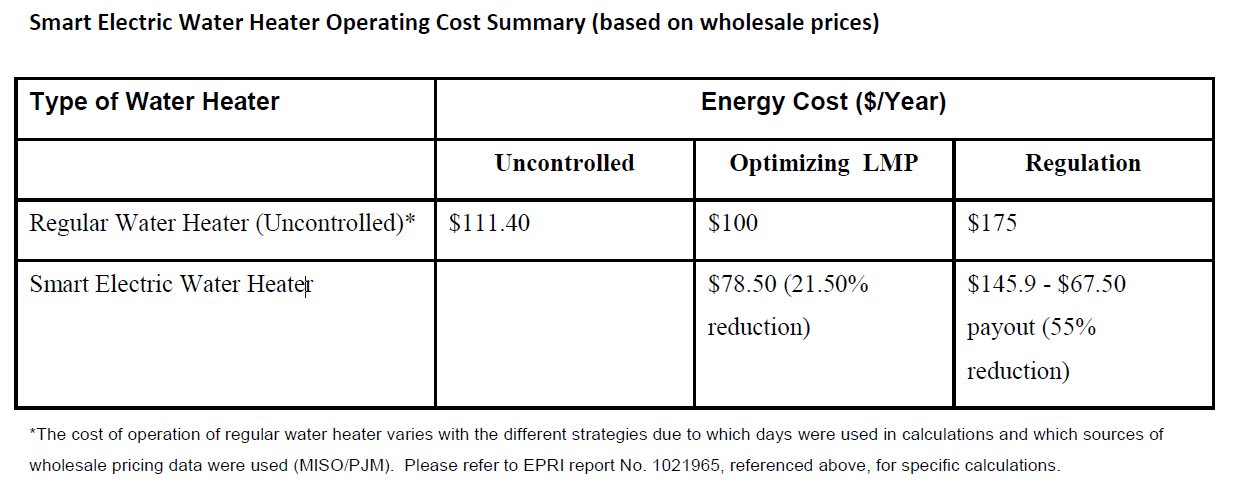 Smart Electric Water Heater Operating Cost Summary (based on wholesale prices)
Type of Water Heater
Energy Cost ($/Year)
Uncontrolled
Optimizing LMP
Regulation
Regular Water Heater (Uncontrolled)*
$111.40
$100
$175
Smart Electric Water Heater
$78.50 (21.50%
reduction)
$145.9 - $67.50
payout (55%
reduction)
*The cost of operation of regular water heater varies with the different strategies due to which days were used in calculations and which sources of
wholesale pricing data were used (MISO/PJM).  Please refer to EPRI report No. 1021965, referenced above, for specific calculations.